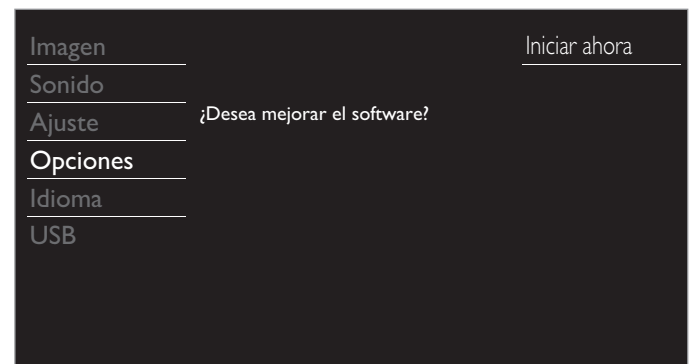 Imagen
Iniciar ahora
Sonido
Ajuste
¿Desea mejorar el software?
Opciones
Idioma
USB